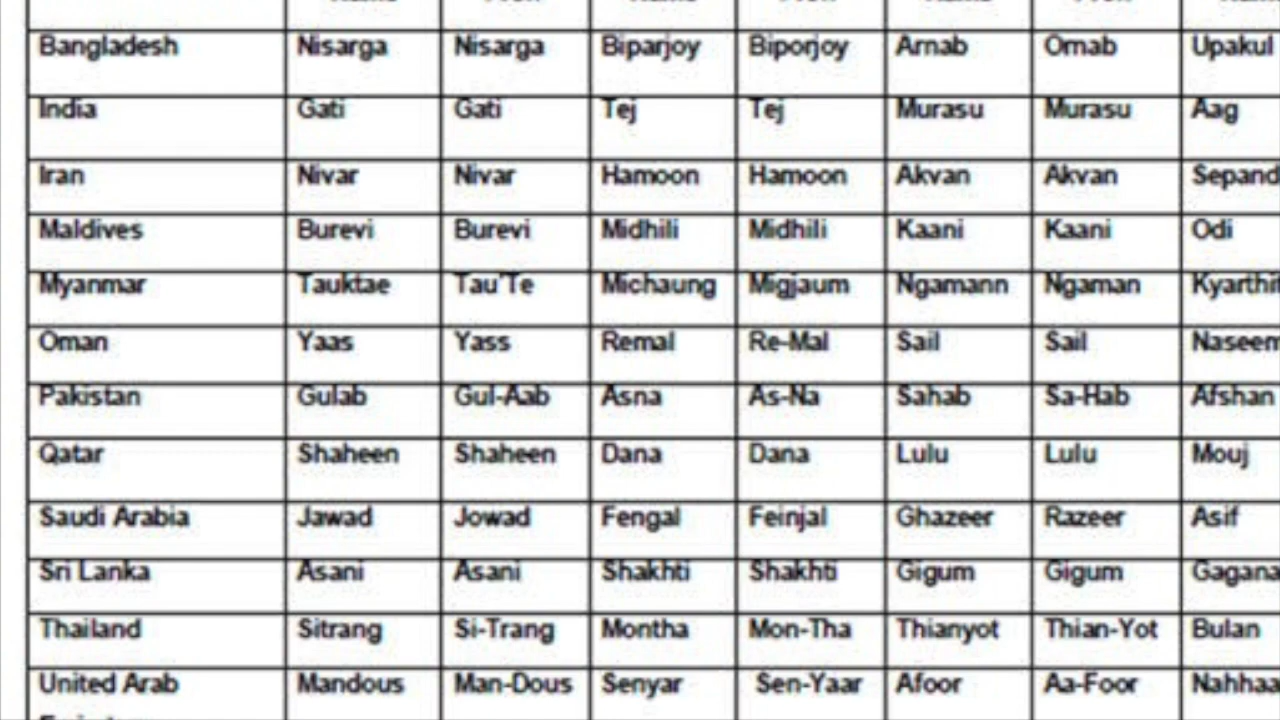 Bangladesh Nisarga Nisarga Biparjoy Biporjoy Arnab Ornab Upakul
India Gati Gati Tej Tej Murasu Murasu Aag
Iran Nivar Nivar Hamoon Hamoon Akvan Akvan Sepand
Maldives Burevi Burevi Midhili Midhili Kaani Kaani Odi
Myanmar Tauktae Tau'Te Michaung Migjaum Ngamann Ngaman Kyarthit
Oman Yaas Yass Remal Re-Mal Sail Sail Naseem
Pakistan Gulab Gul-Aab Asna As-Na Sahab Sa-Hab Afshan
Qatar Shaheen Shaheen Dana Dana Lulu Lulu Mouj
Saudi Arabia Jawad Jowad Fengal Feinjal Ghazeer Razeer Asif
Sri Lanka Asani Asani Shakhti Shakhti Gigum Gigum Gagana
Thailand Sitrang Si-Trang Montha Mon-Tha Thianyot Thian-Yot Bulan
United Arab Mandous Man-Dous Senyar Sen-Yaar Afoor Aa-Foor Nahhaa